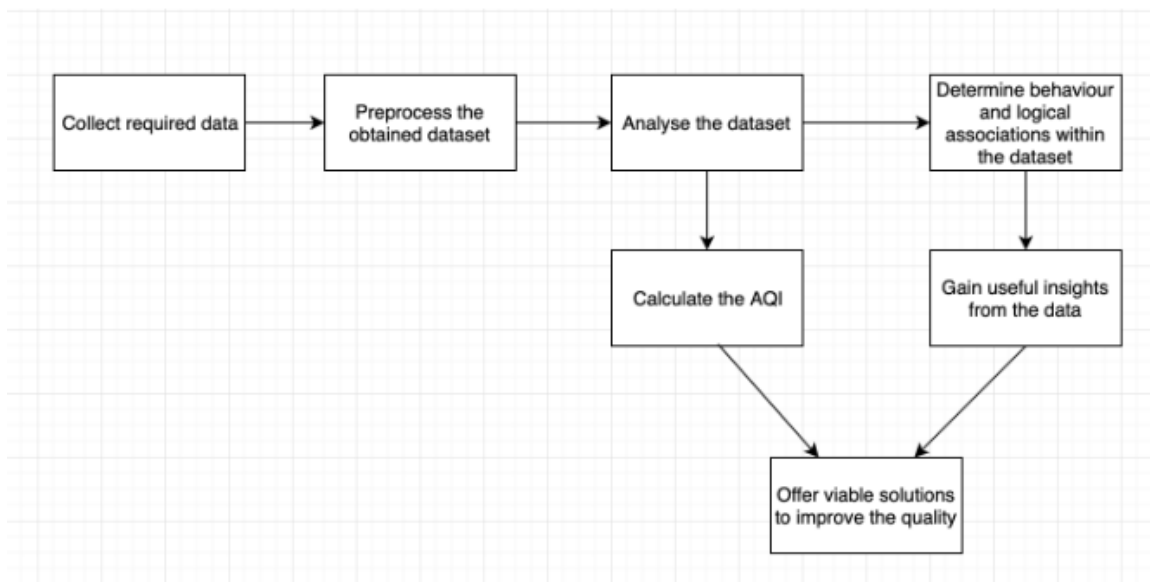 Collect required data
Preprocess the
obtained dataset
Analyse the dataset
Determine behaviour
and logical
associations within
the dataset
Calculate the AQI
Gain useful insights
from the data
Offer viable solutions
to improve the quality